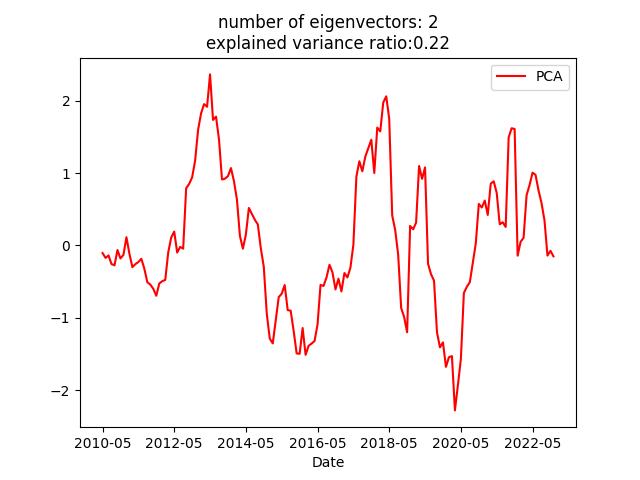 number of eigenvectors: 2
explained variance ratio:0.22
PCA
2
1
0
−1
−2
2010-05 2012-05 2014-05 2016-05 2018-05 2020-05 2022-05
Date